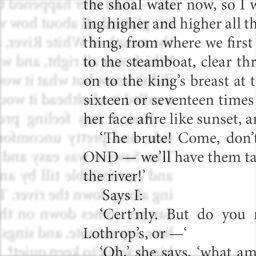 the shoal water now, so I w
ing higher and higher all th
thing, from where we first
to the steamboat, clear thr
on to the king's breast at t
sixteen or seventeen times
her face afire like sunset, a
‘The brute! Come, don't
OND — we'll have them ta
the river!’
Says I:
‘Cert'nly. But do you
Lothrop's, or —‘
‘Oh,’ she says, ‘what am